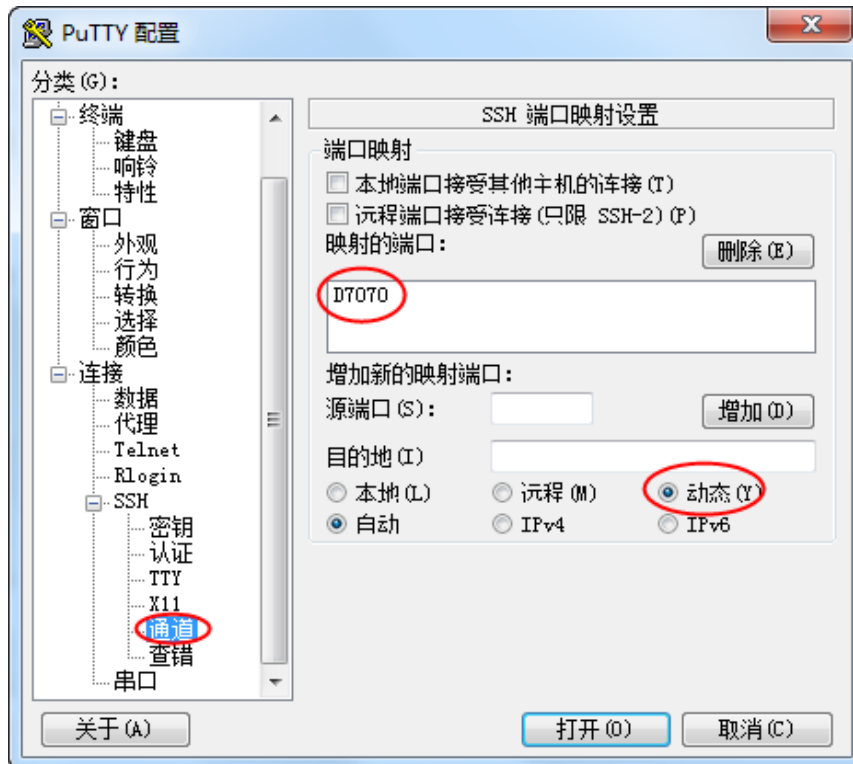 PuTTY 配置
分类(G):
终端
键盘
响铃
特性
窗口
外观
行为
转换
选择
颜色
连接
数据
代理
Telnet
Rlogin
SSH
密钥
认证
TTY
X11
通道
查错
串口
SSH 端口映射设置
端口映射
本地端口接受其他主机的连接(T)
远程端口接受连接(只限 SSH-2)(P)
映射的端口:
删除(E)
D7070
增加新的映射端口:
源端口(S):
增加(D)
目的地(I)
本地(L) 远程(M) 动态(Y)
自动 IPv4 IPv6
关于(A) 打开(O) 取消(C)